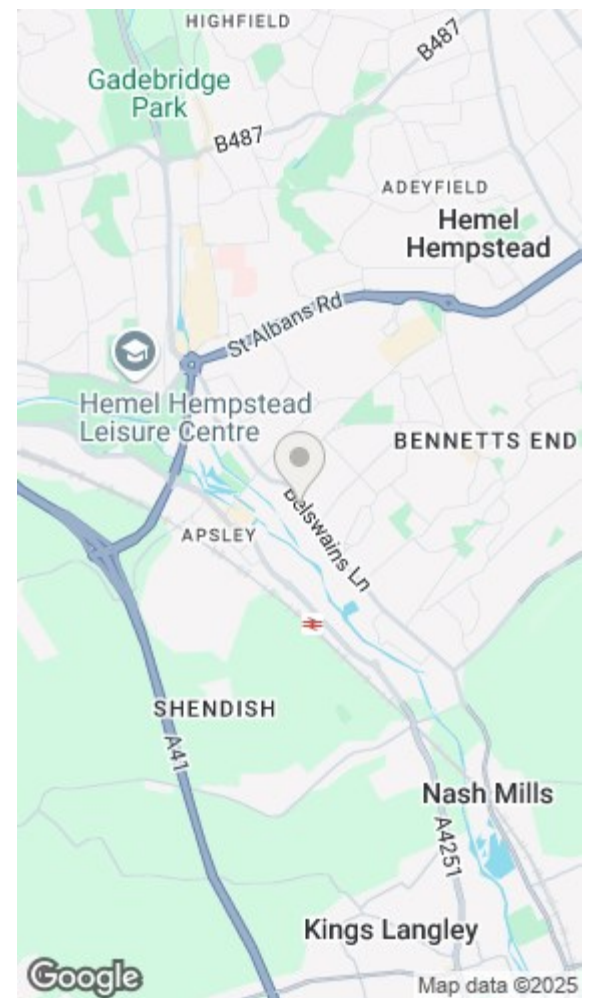 HIGHFIELD
B487
Gadebridge
Park
B487
ADEYFIELD
Hemel
Hempstead
St Albans Rd
Hemel Hempstead
Leisure Centre
BENNETTS END
Belswains Ln
APSLEY
SHENDISH
A41
Nash Mills
A4251
Kings Langley
Google
Map data ©2025